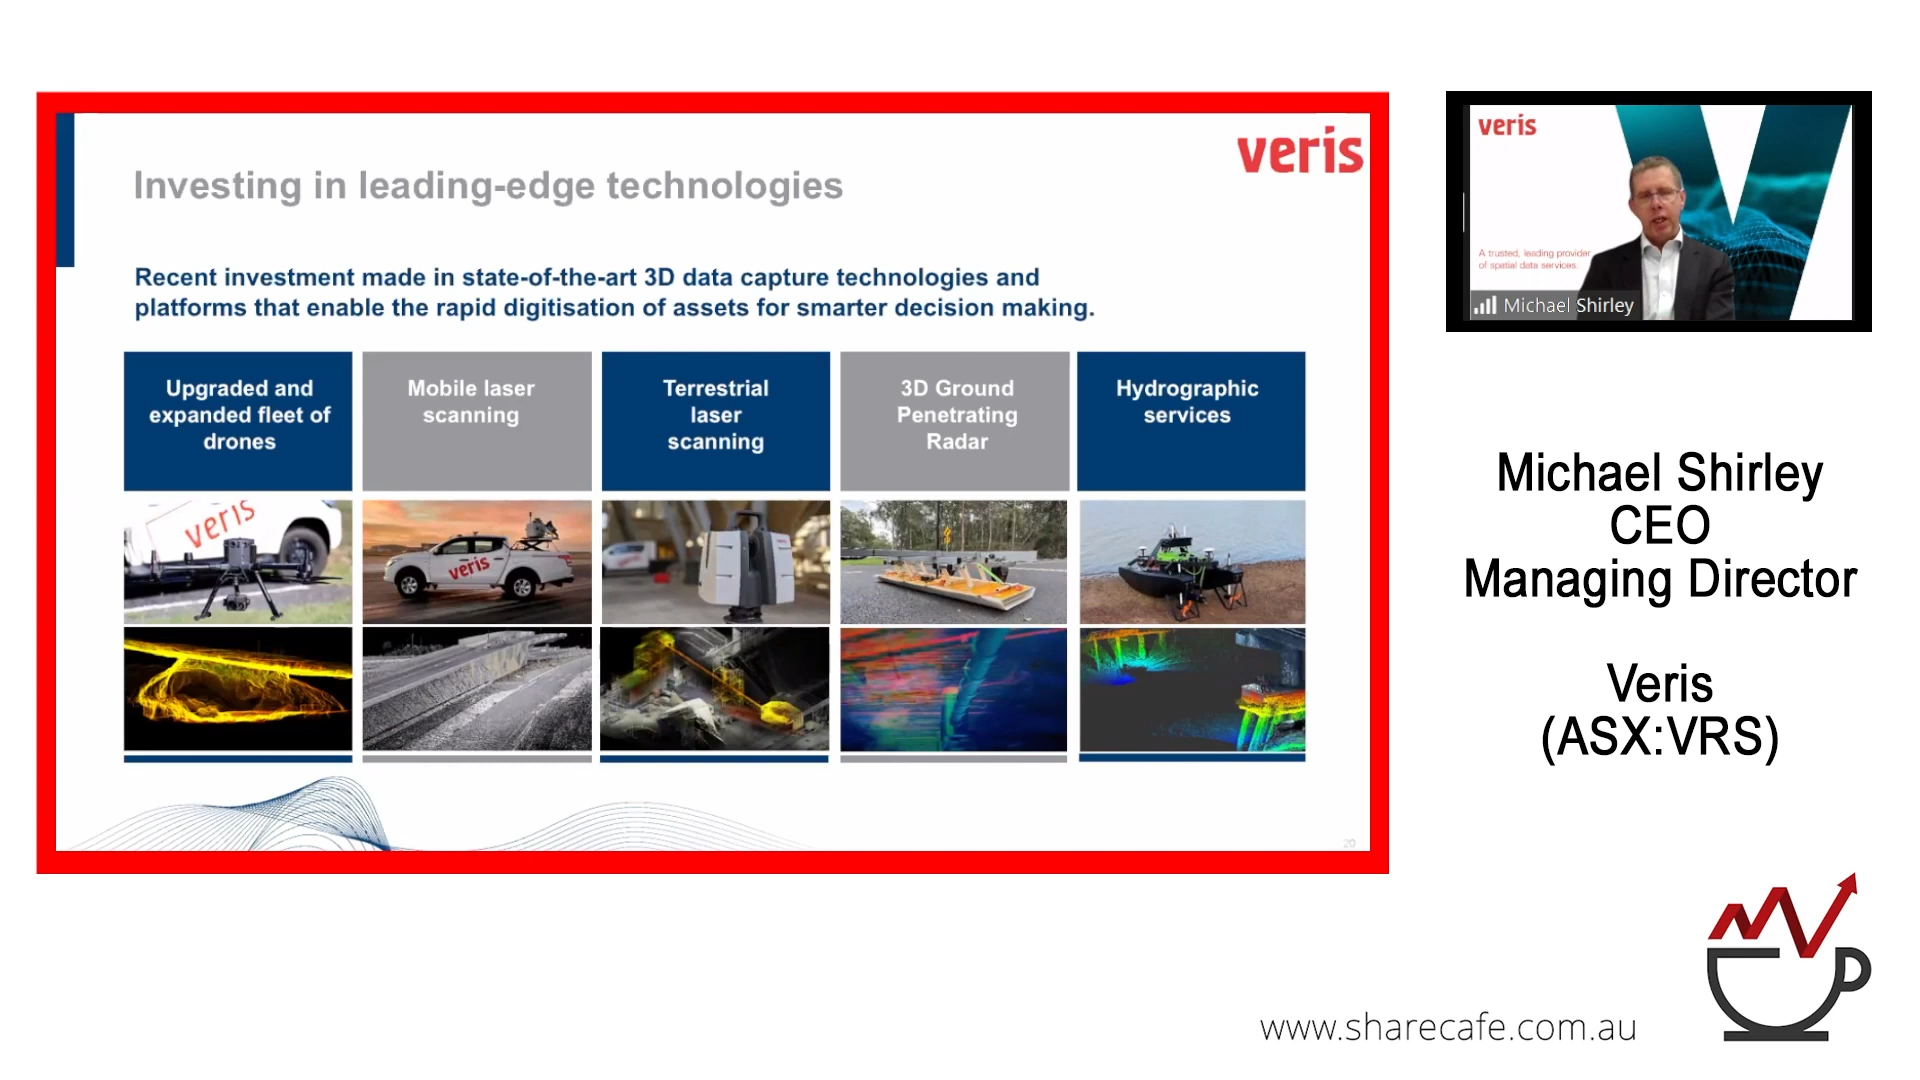 veris
Investing in leading-edge technologies
Recent investment made in state-of-the-art 3D data capture technologies and
platforms that enable the rapid digitisation of assets for smarter decision making.
Upgraded and
expanded fleet of
drones
Mobile laser
scanning
Terrestrial
laser
scanning
3D Ground
Penetrating
Radar
Hydrographic
services
veris
veris
20
veris
A trusted, leading provider
of spatial data services.
Michael Shirley
Michael Shirley
CEO
Managing Director
Veris
(ASX:VRS)
www.sharecafe.com.au